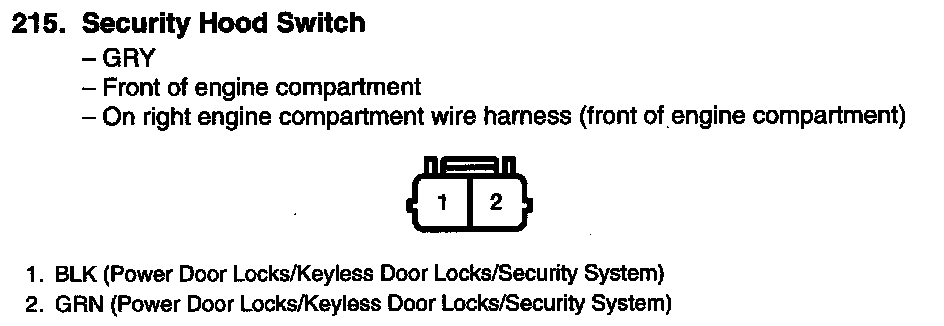 215. Security Hood Switch
– GRY
– Front of engine compartment
– On right engine compartment wire harness (front of engine compartment)
1 2
1. BLK (Power Door Locks/Keyless Door Locks/Security System)
2. GRN (Power Door Locks/Keyless Door Locks/Security System)